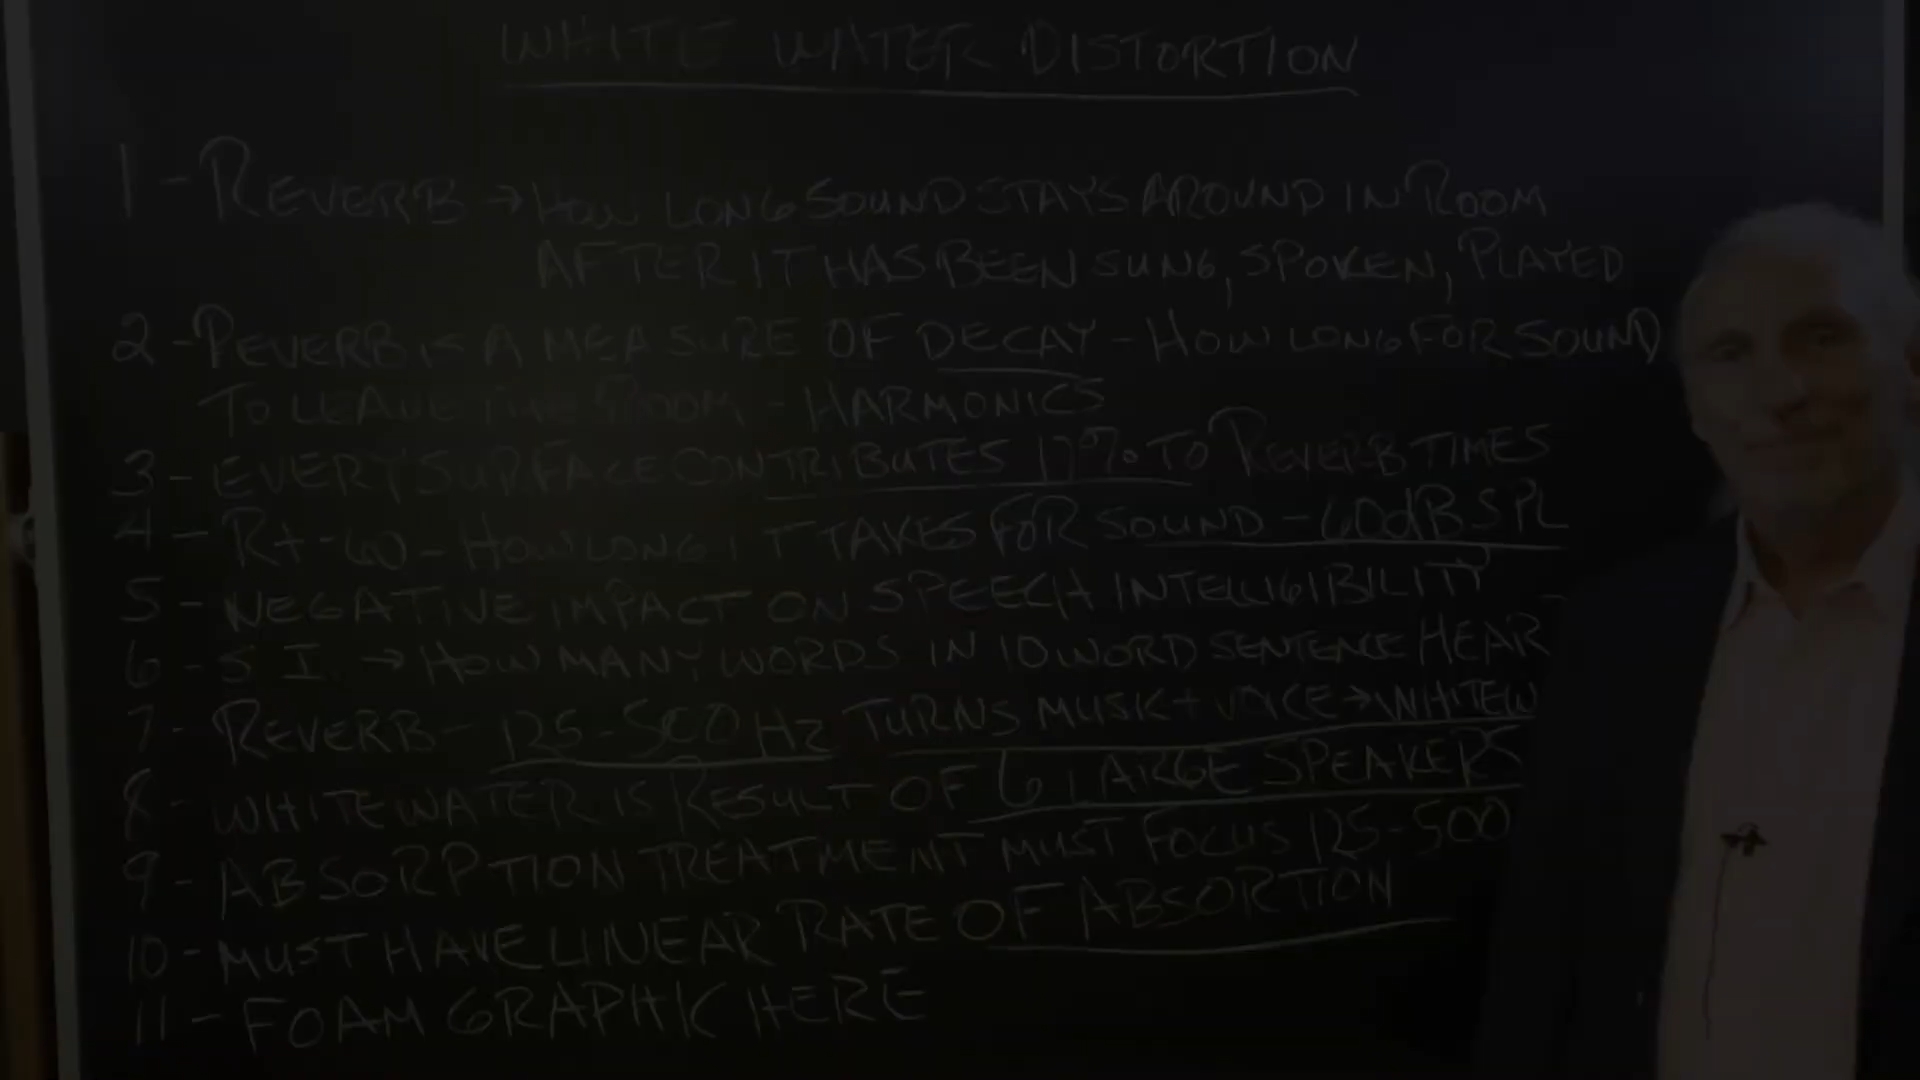 WHITE WATER DISTORTION
1 - REVERB → HOW LONG SOUND STAYS AROUND IN ROOM
AFTER IT HAS BEEN SUNG, SPOKEN, PLAYED
2 - REVERB IS A MEASURE OF DECAY - HOW LONG FOR SOUND
TO LEAVE THE ROOM - HARMONICS
3 - EVERY SURFACE CONTRIBUTES 17% TO REVERB TIMES
4 - Rt-60 - HOW LONG IT TAKES FOR SOUND - 60dB SPL
5 - NEGATIVE IMPACT ON SPEECH INTELLIGIBILITY
6 - S I. → HOW MANY WORDS IN 10 WORD SENTENCE HEAR
7 - REVERB - 125-500 HZ TURNS MUSIC + VOICE → WHITEW
8 - WHITEWATER IS RESULT OF 6 LARGE SPEAKERS
9 - ABSORPTION TREATMENT MUST FOCUS 125-500
10 - MUST HAVE LINEAR RATE OF ABSORTION
11 - FOAM GRAPHIC HERE